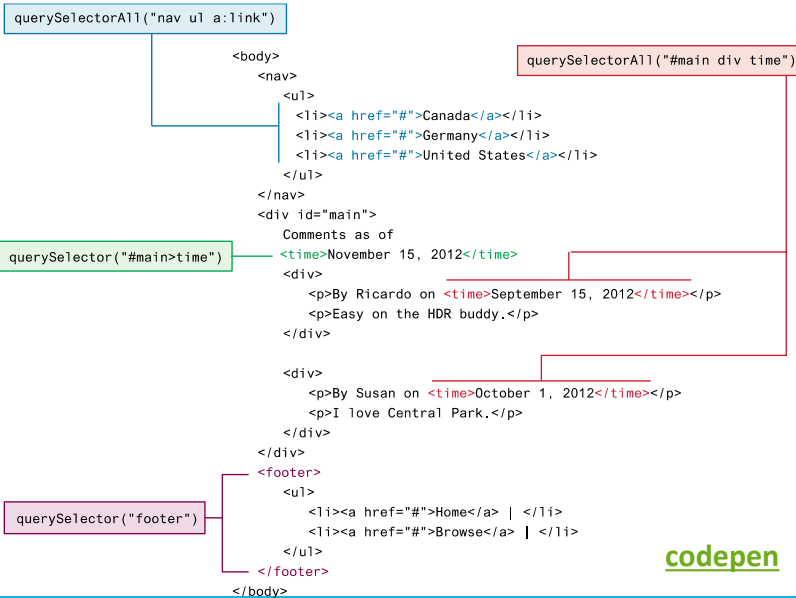 querySelectorAll("nav ul a:link")
querySelectorAll("#main div time")
<body>
<nav>
<ul>
<li><a href="#">Canada</a></li>
<li><a href="#">Germany</a></li>
<li><a href="#">United States</a></li>
</ul>
</nav>
<div id="main">
Comments as of
querySelector("#main>time")
<time>November 15, 2012</time>
<div>
<p>By Ricardo on <time>September 15, 2012</time></p>
<p>Easy on the HDR buddy.</p>
</div>
<div>
<p>By Susan on <time>October 1, 2012</time></p>
<p>I love Central Park.</p>
</div>
</div>
<footer>
<ul>
querySelector("footer")
<li><a href="#">Home</a> | </li>
<li><a href="#">Browse</a> | </li>
</ul>
</footer>
</body>
codepen